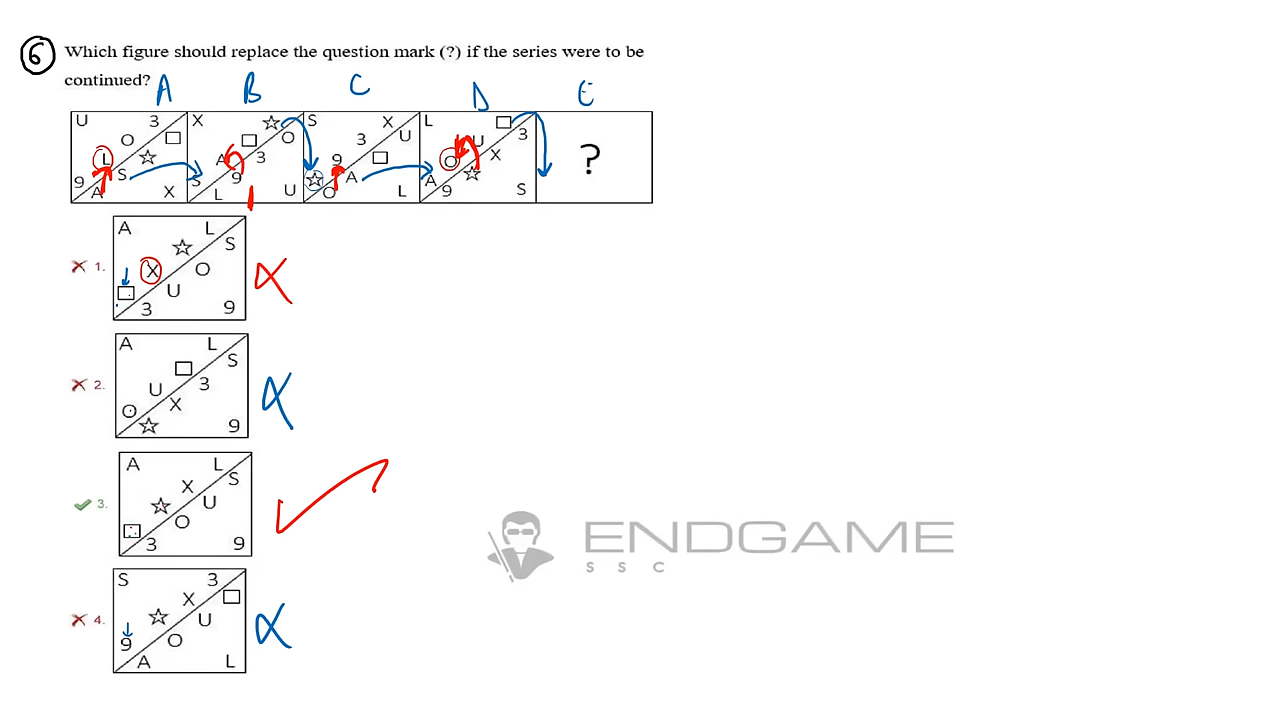 6 Which figure should replace the question mark (?) if the series were to be
continued?
A B C D E
U 3 X S X L
O O 3 U U 3
L A 3 9 O X
9 S S 9 A A
A X L U O L 9 S
?
1. A L S
X O
U
3 9
2. A L S
U 3
O X
9
3. A L S
X U
O
3 9
4. S 3
X U
9 O
A L
ENDGAME
SSC